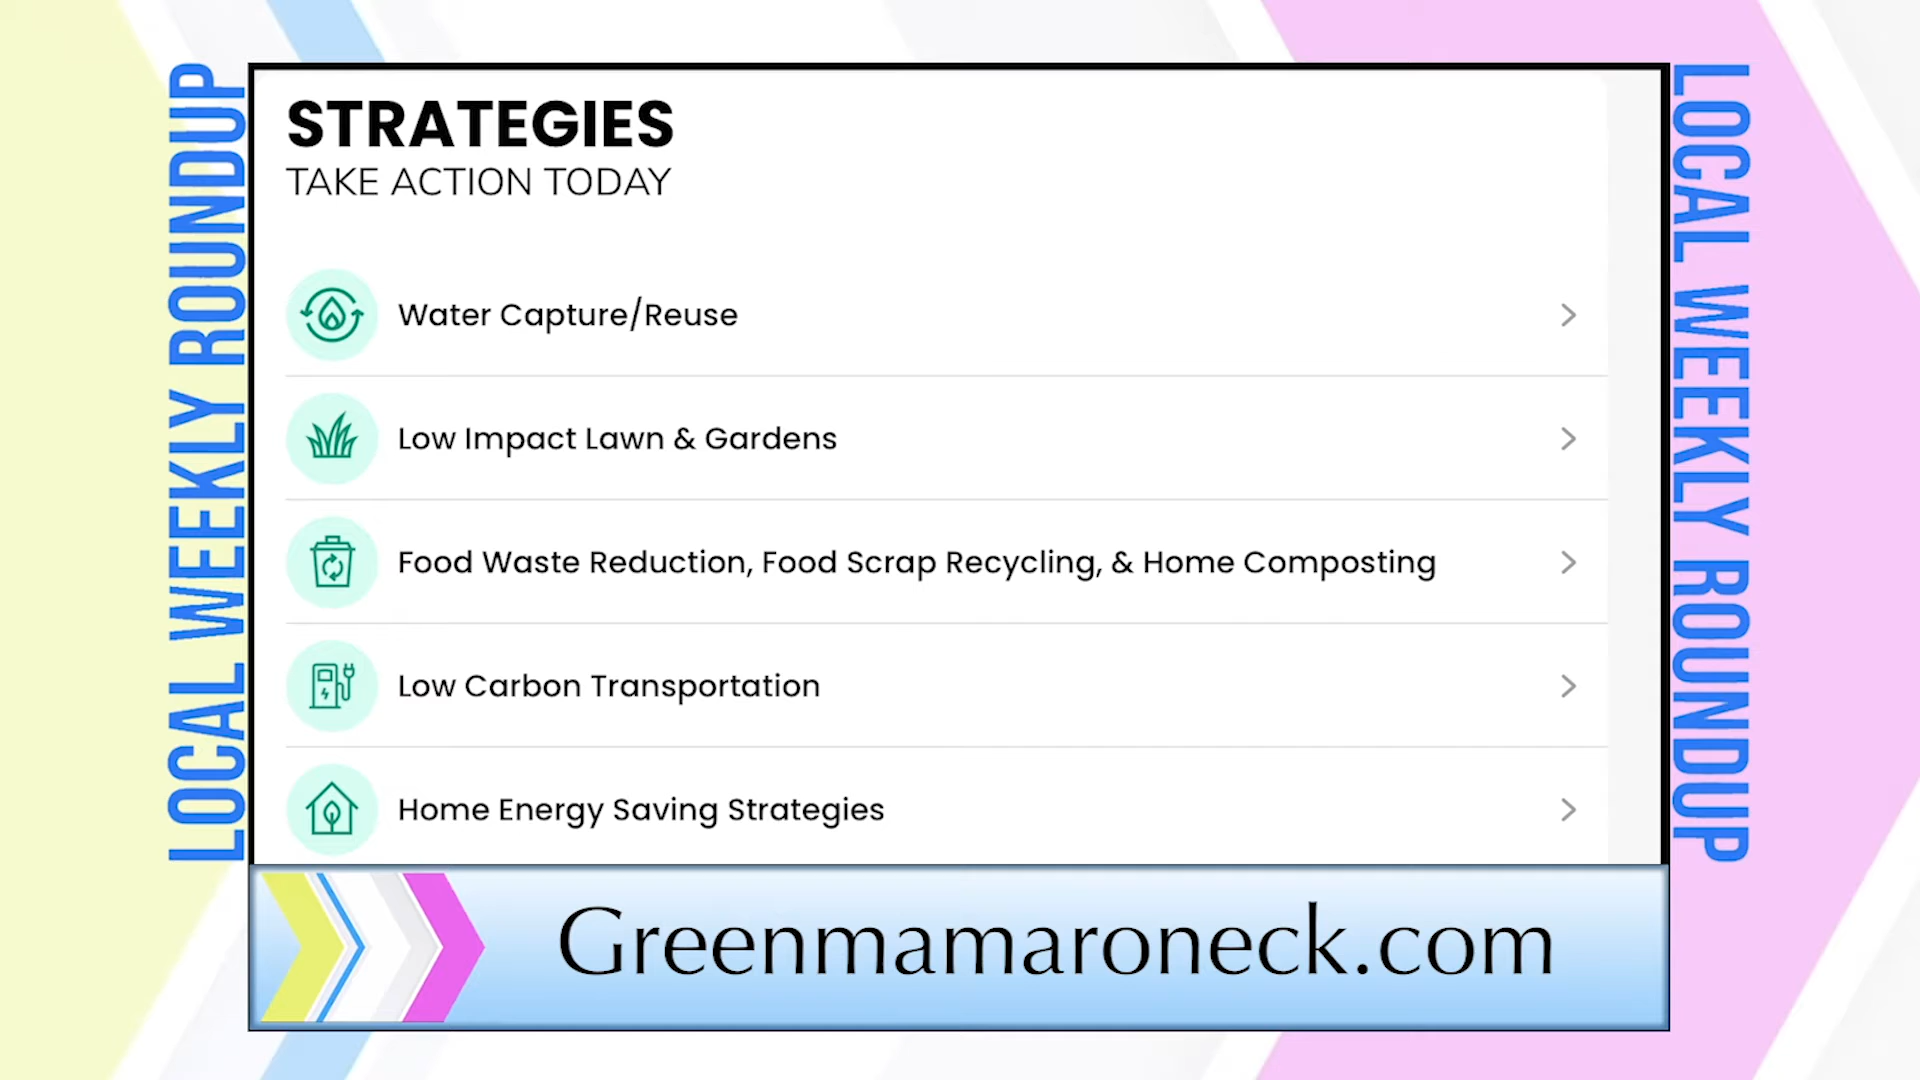 LOCAL WEEKLY ROUNDUP
STRATEGIES
TAKE ACTION TODAY
Water Capture/Reuse
Low Impact Lawn & Gardens
Food Waste Reduction, Food Scrap Recycling, & Home Composting
Low Carbon Transportation
Home Energy Saving Strategies
Greenmamaroneck.com
LOCAL WEEKLY ROUNDUP